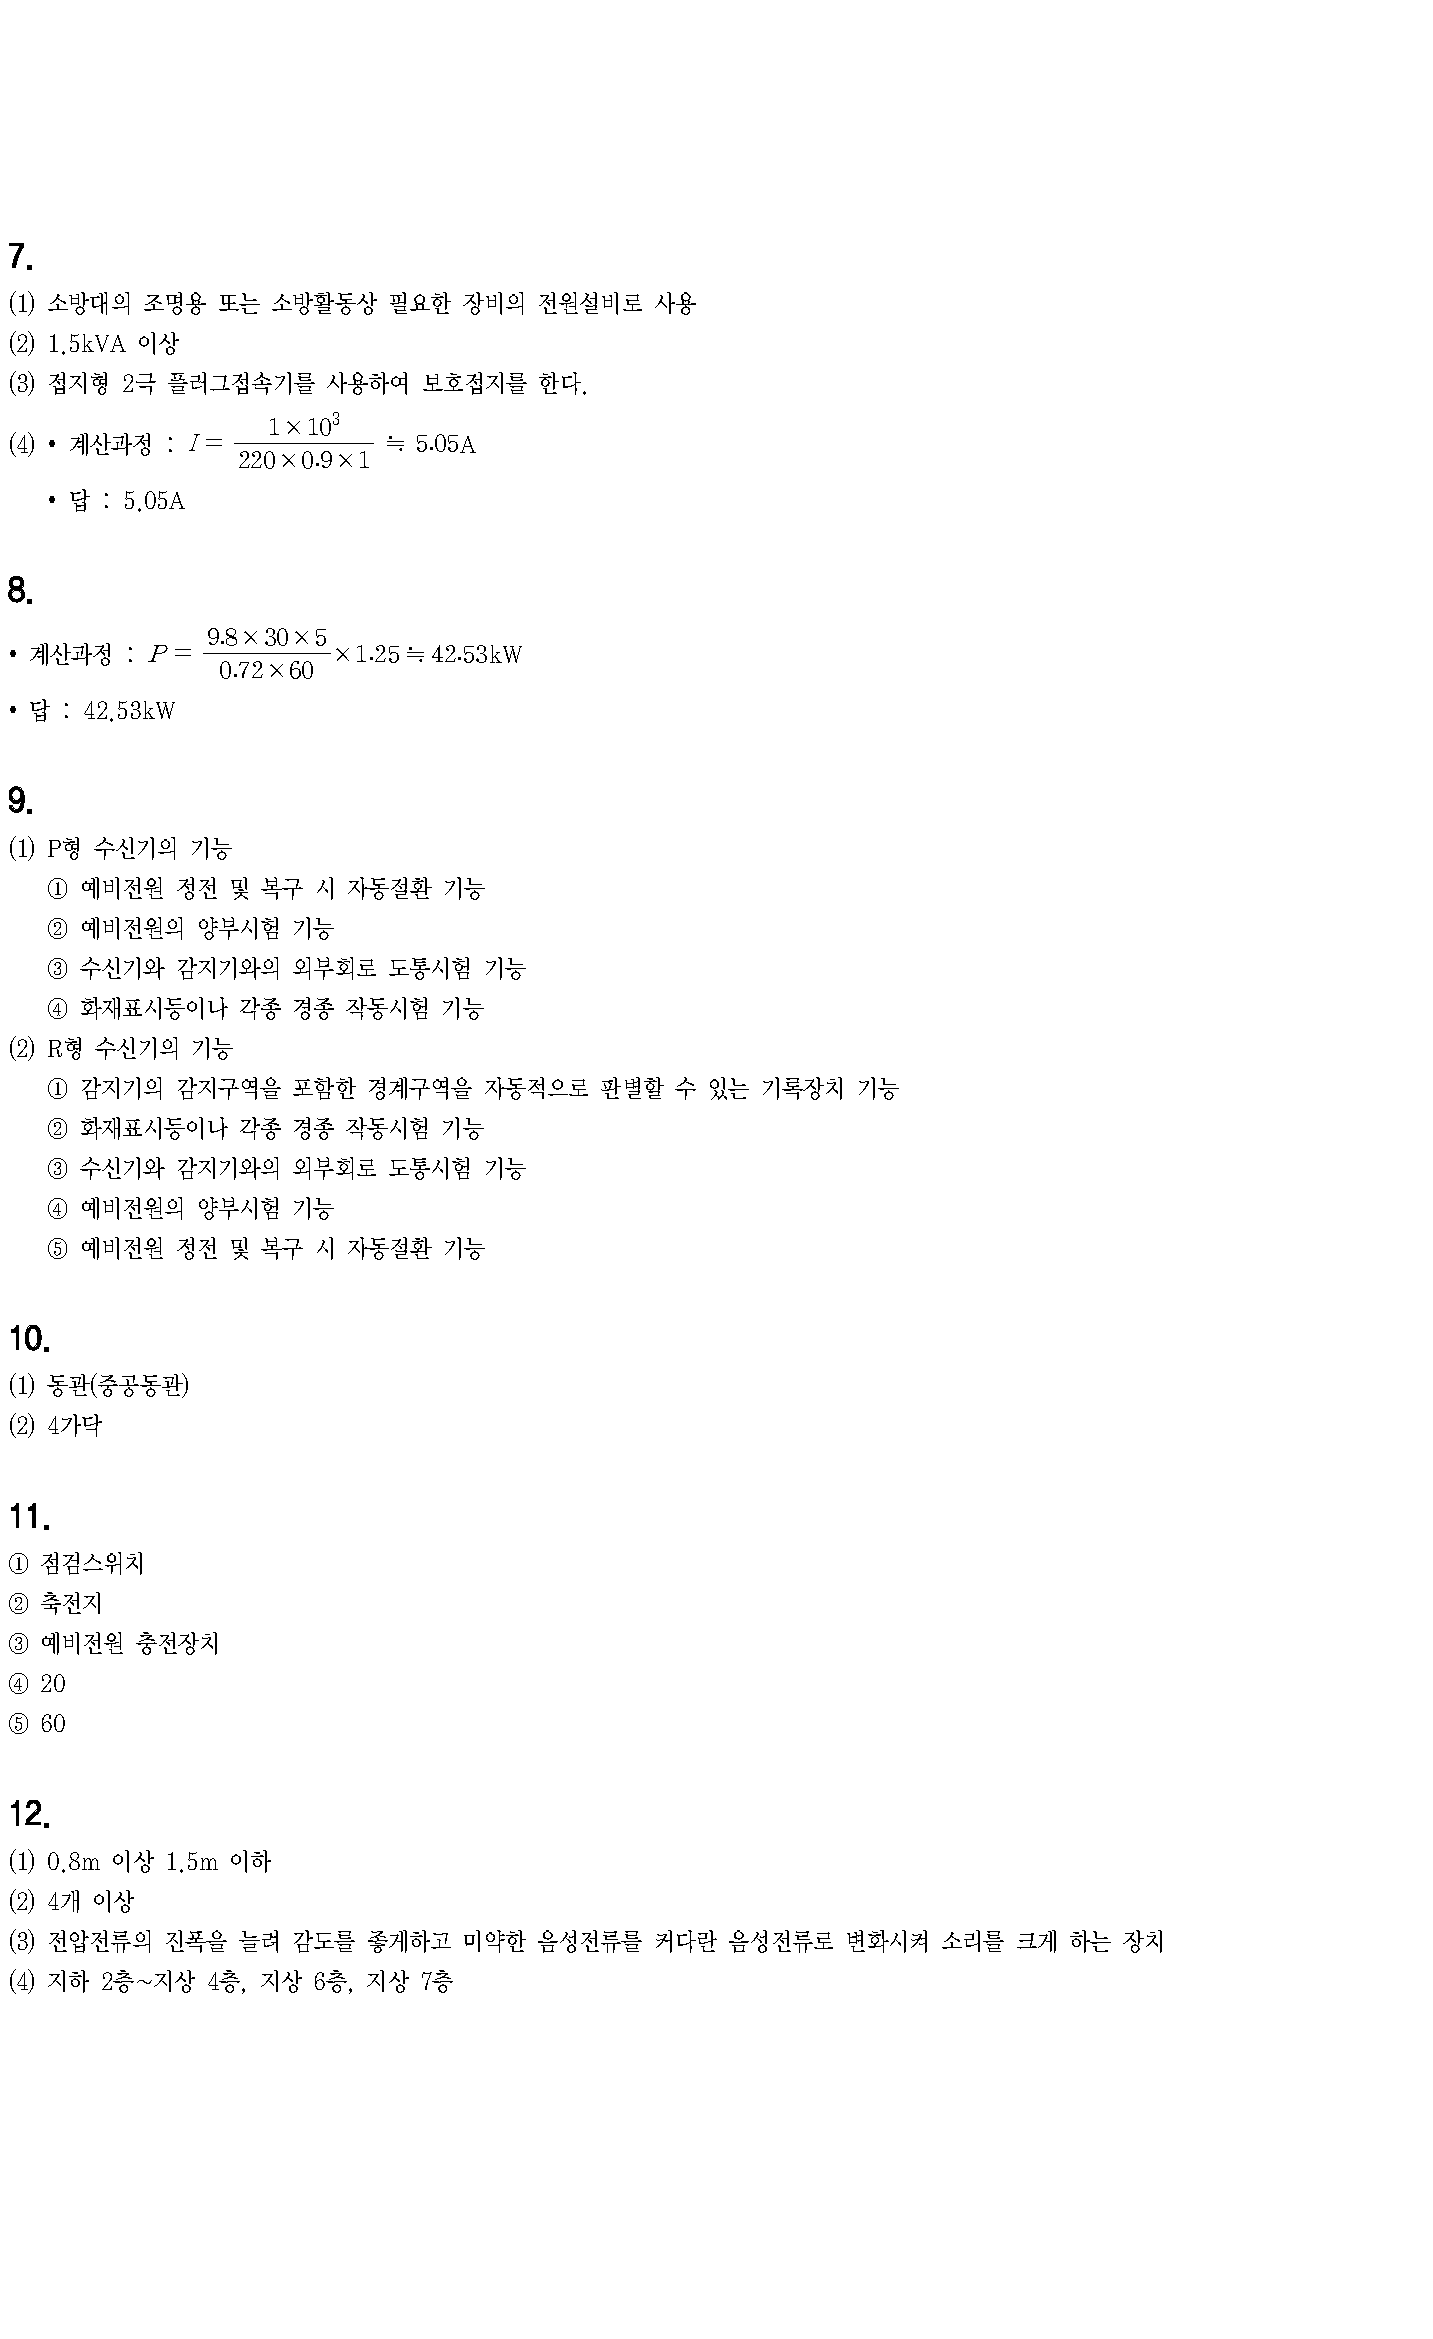 7.
(1) 소방대의 조명용 또는 소방활동상 필요한 장비의 전원설비로 사용
(2) 1.5kVA 이상
(3) 접지형 2극 플러그접속기를 사용하여 보호접지를 한다.
(4) • 계산과정 : I = \frac{1×10^3}{220×0.9×1} ≒ 5.05A
• 답 : 5.05A
8.
• 계산과정 : P = \frac{9.8×30×5}{0.72×60}×1.25≒42.53kW
• 답 : 42.53kW
9.
(1) P형 수신기의 기능
① 예비전원 정전 및 복구 시 자동절환 기능
② 예비전원의 양부시험 기능
③ 수신기와 감지기와의 외부회로 도통시험 기능
④ 화재표시등이나 각종 경종 작동시험 기능
(2) R형 수신기의 기능
① 감지기의 감지구역을 포함한 경계구역을 자동적으로 판별할 수 있는 기록장치 기능
② 화재표시등이나 각종 경종 작동시험 기능
③ 수신기와 감지기와의 외부회로 도통시험 기능
④ 예비전원의 양부시험 기능
⑤ 예비전원 정전 및 복구 시 자동절환 기능
10.
(1) 동관(중공동관)
(2) 4가닥
11.
① 점검스위치
② 축전지
③ 예비전원 충전장치
④ 20
⑤ 60
12.
(1) 0.8m 이상 1.5m 이하
(2) 4개 이상
(3) 전압전류의 진폭을 늘려 감도를 좋게하고 미약한 음성전류를 커다란 음성전류로 변화시켜 소리를 크게 하는 장치
(4) 지하 2층~지상 4층, 지상 6층, 지상 7층